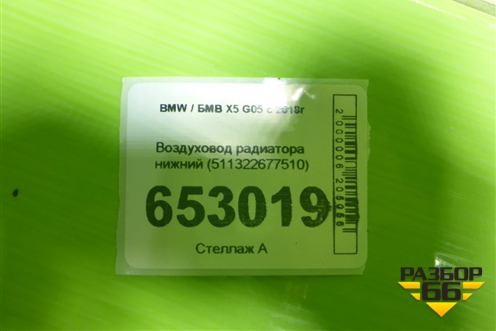 BMW / БМВ X5 G05 с 2018г
Воздуховод радиатора
нижний (511322677510)
653019
Стеллаж А
РАЗБОР
66